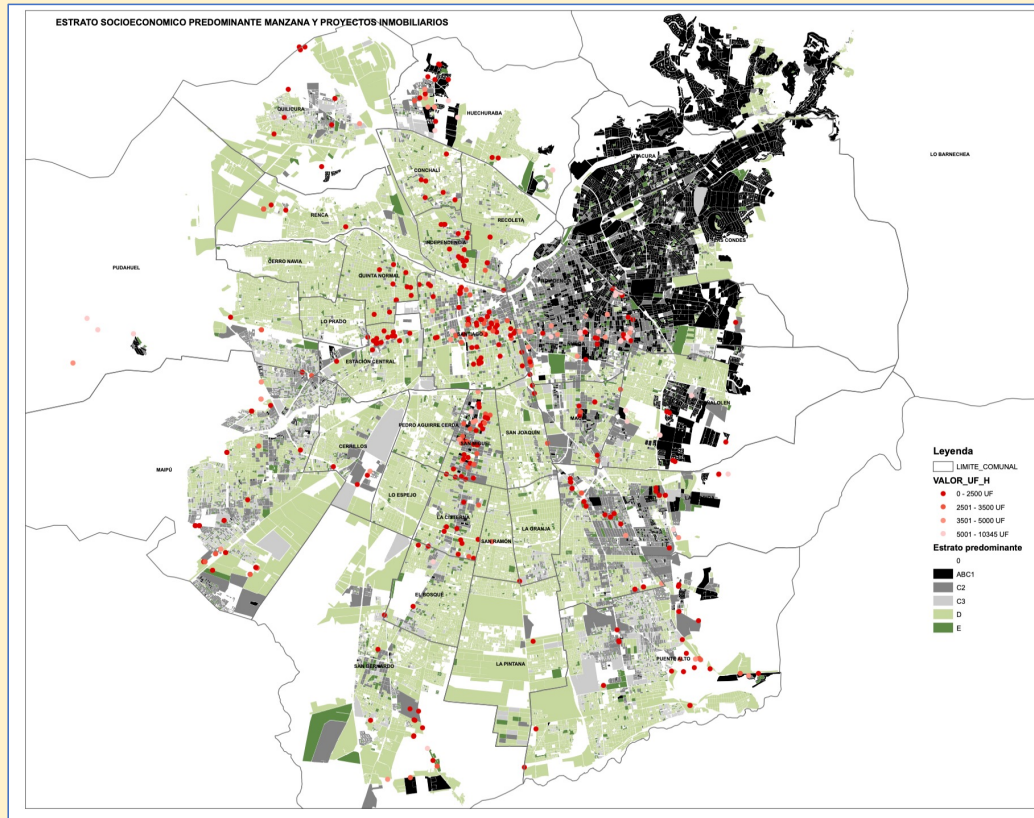 ESTRATO SOCIOECONOMICO PREDOMINANTE MANZANA Y PROYECTOS INMOBILIARIOS
QUILICURA
HUECHURABA
LO BARNECHEA
VITACURA
CONCHALÍ
RENCA
RECOLETA
INDEPENDENCIA
LAS CONDES
CERRO NAVIA
PUDAHUEL
QUINTA NORMAL
LO PRADO
SANTIAGO
ESTACIÓN CENTRAL
PEDRO AGUIRRE CERDA
SAN JOAQUÍN
CERRILLOS
MAIPÚ
LO ESPEJO
LA CISTERNA
LA GRANJA
SAN RAMÓN
EL BOSQUE
SAN BERNARDO
LA PINTANA
PUENTE ALTO
Leyenda
LIMITE_COMUNAL
VALOR_UF_H
0 - 2500 UF
2501 - 3500 UF
3501 - 5000 UF
5001 - 10345 UF
Estrato predominante
0
ABC1
C2
C3
D
E